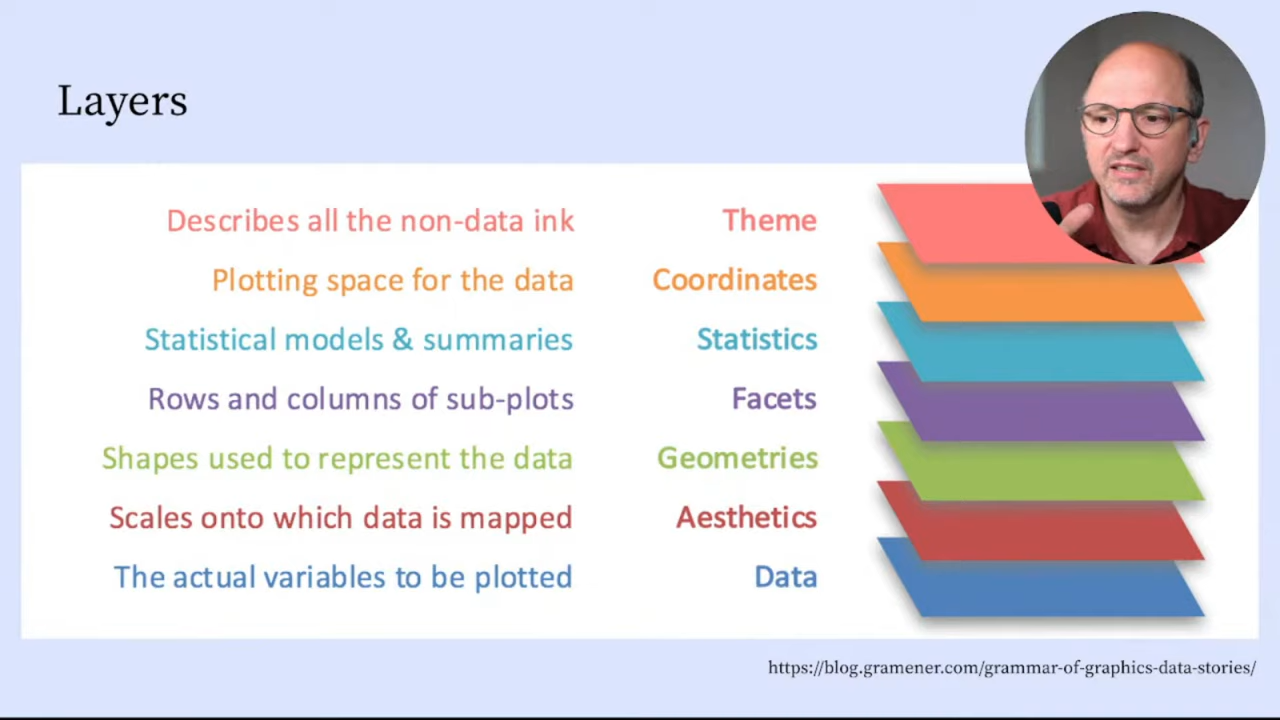 Layers
Describes all the non-data ink Theme
Plotting space for the data Coordinates
Statistical models & summaries Statistics
Rows and columns of sub-plots Facets
Shapes used to represent the data Geometries
Scales onto which data is mapped Aesthetics
The actual variables to be plotted Data
https://blog.gramener.com/grammar-of-graphics-data-stories/